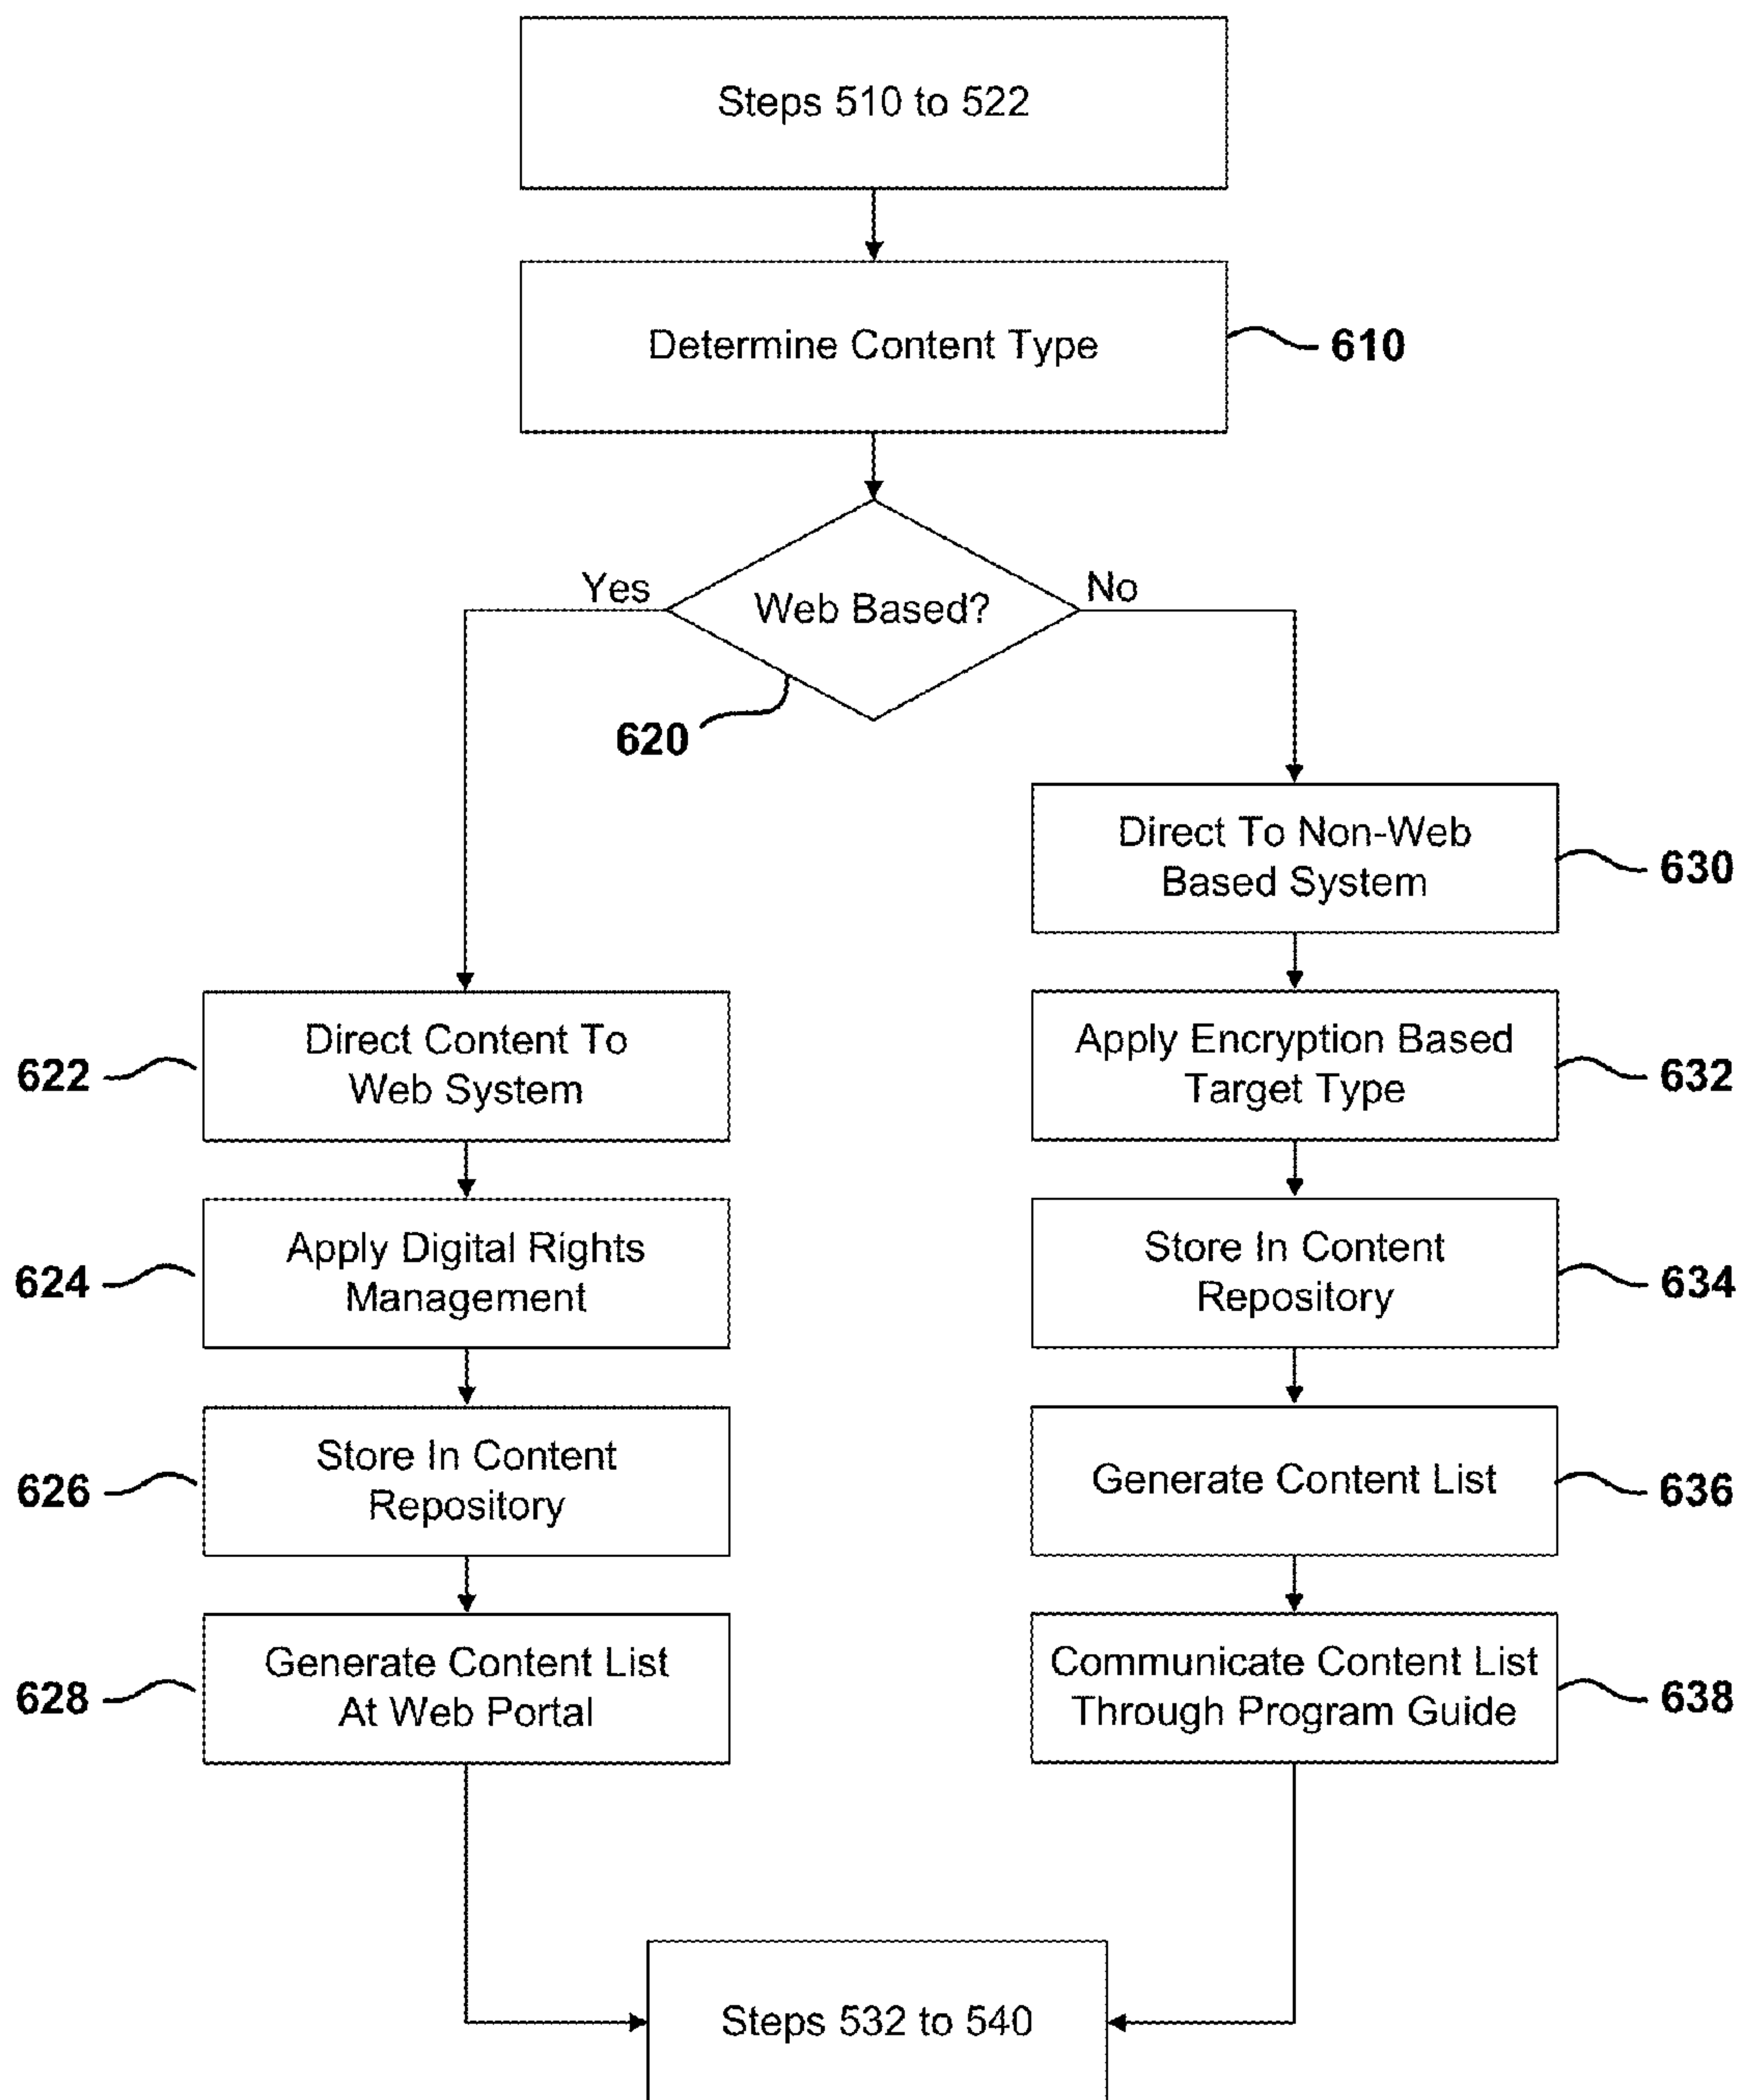 Steps 510 to 522
Determine Content Type
610
Yes
Web Based?
No
620
Direct To Non-Web
Based System
630
Direct Content To
Web System
622
Apply Encryption Based
Target Type
632
Apply Digital Rights
Management
624
Store In Content
Repository
634
Store In Content
Repository
626
Generate Content List
636
Generate Content List
At Web Portal
628
Communicate Content List
Through Program Guide
638
Steps 532 to 540